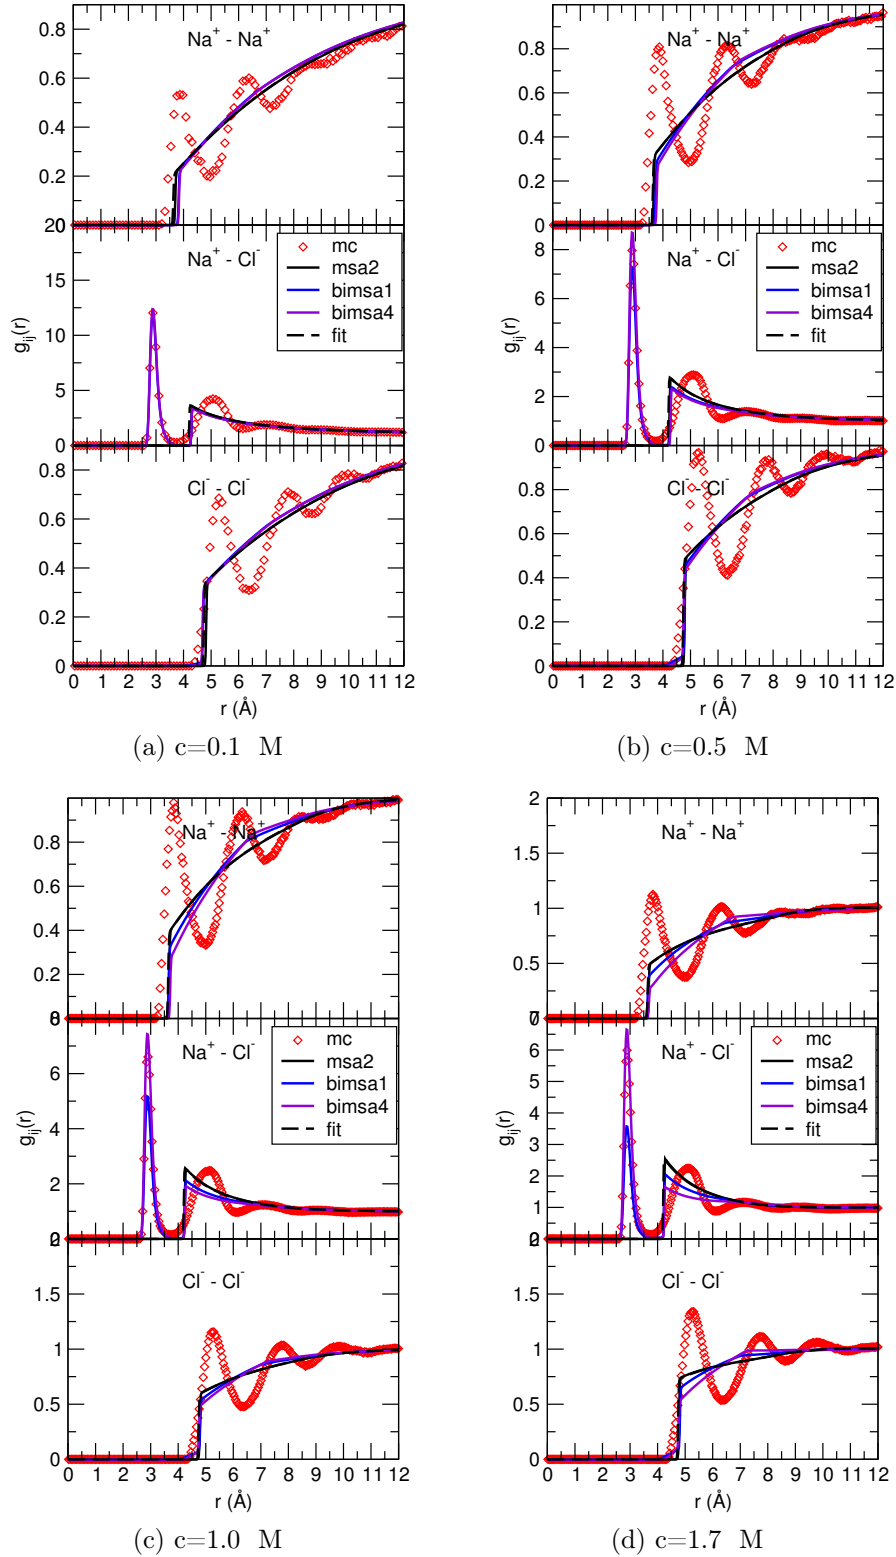 Na⁺ - Na⁺
0.8
0.6
0.4
0.2
20
Na⁺ - Cl⁻
15
10
5
0
gᵢⱼ(r)
mc
msa2
bimsa1
bimsa4
fit
Cl⁻ - Cl⁻
0.8
0.6
0.4
0.2
0
0 1 2 3 4 5 6 7 8 9 10 11 12
r (Å)
(a) c=0.1 M
Na⁺ - Na⁺
0.8
0.6
0.4
0.2
0
Na⁺ - Cl⁻
8
6
4
2
0
gᵢⱼ(r)
mc
msa2
bimsa1
bimsa4
fit
Cl⁻ - Cl⁻
0.8
0.6
0.4
0.2
0
0 1 2 3 4 5 6 7 8 9 10 11 12
r (Å)
(b) c=0.5 M
Na⁺ - Na⁺
0.8
0.6
0.4
0.2
Na⁺ - Cl⁻
6
4
2
gᵢⱼ(r)
mc
msa2
bimsa1
bimsa4
fit
Cl⁻ - Cl⁻
1.5
1
0.5
0
0 1 2 3 4 5 6 7 8 9 10 11 12
r (Å)
(c) c=1.0 M
2
Na⁺ - Na⁺
1.5
1
0.5
Na⁺ - Cl⁻
6
5
4
3
2
1
gᵢⱼ(r)
mc
msa2
bimsa1
bimsa4
fit
Cl⁻ - Cl⁻
1.5
1
0.5
0
0 1 2 3 4 5 6 7 8 9 10 11 12
r (Å)
(d) c=1.7 M